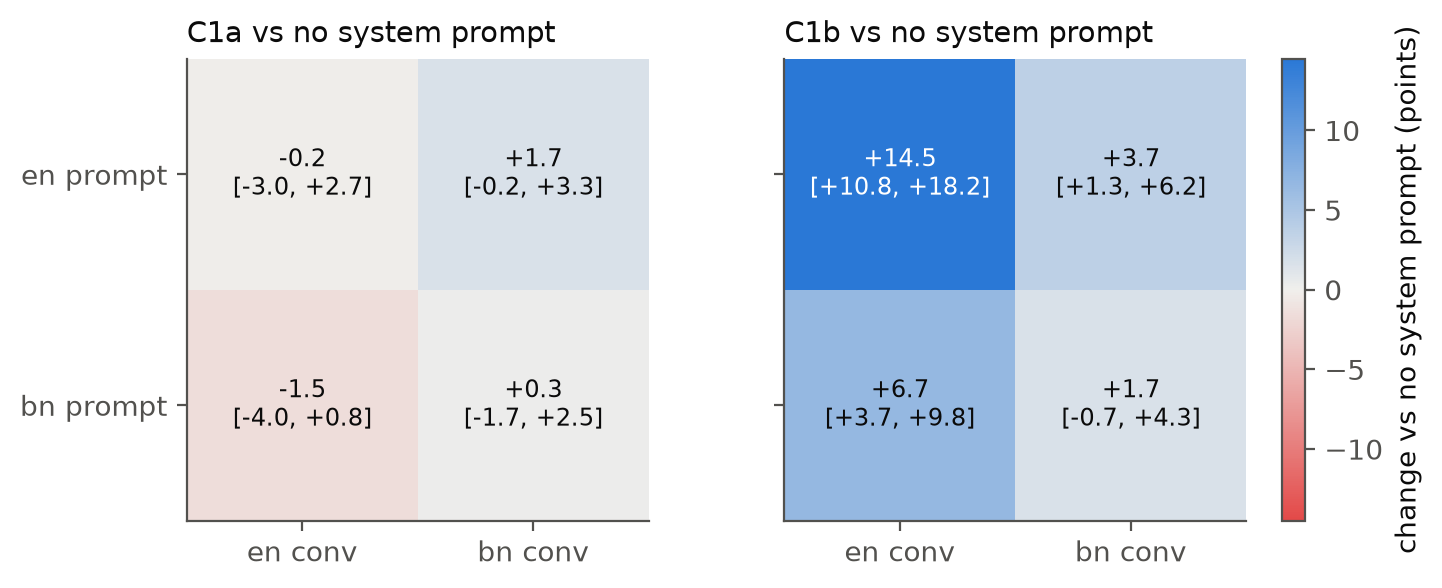 C1a vs no system prompt
C1b vs no system prompt
en prompt
-0.2
[-3.0, +2.7]
+1.7
[-0.2, +3.3]
+14.5
[+10.8, +18.2]
+3.7
[+1.3, +6.2]
bn prompt
-1.5
[-4.0, +0.8]
+0.3
[-1.7, +2.5]
+6.7
[+3.7, +9.8]
+1.7
[-0.7, +4.3]
en conv
bn conv
en conv
bn conv
10
5
0
−5
−10
change vs no system prompt (points)